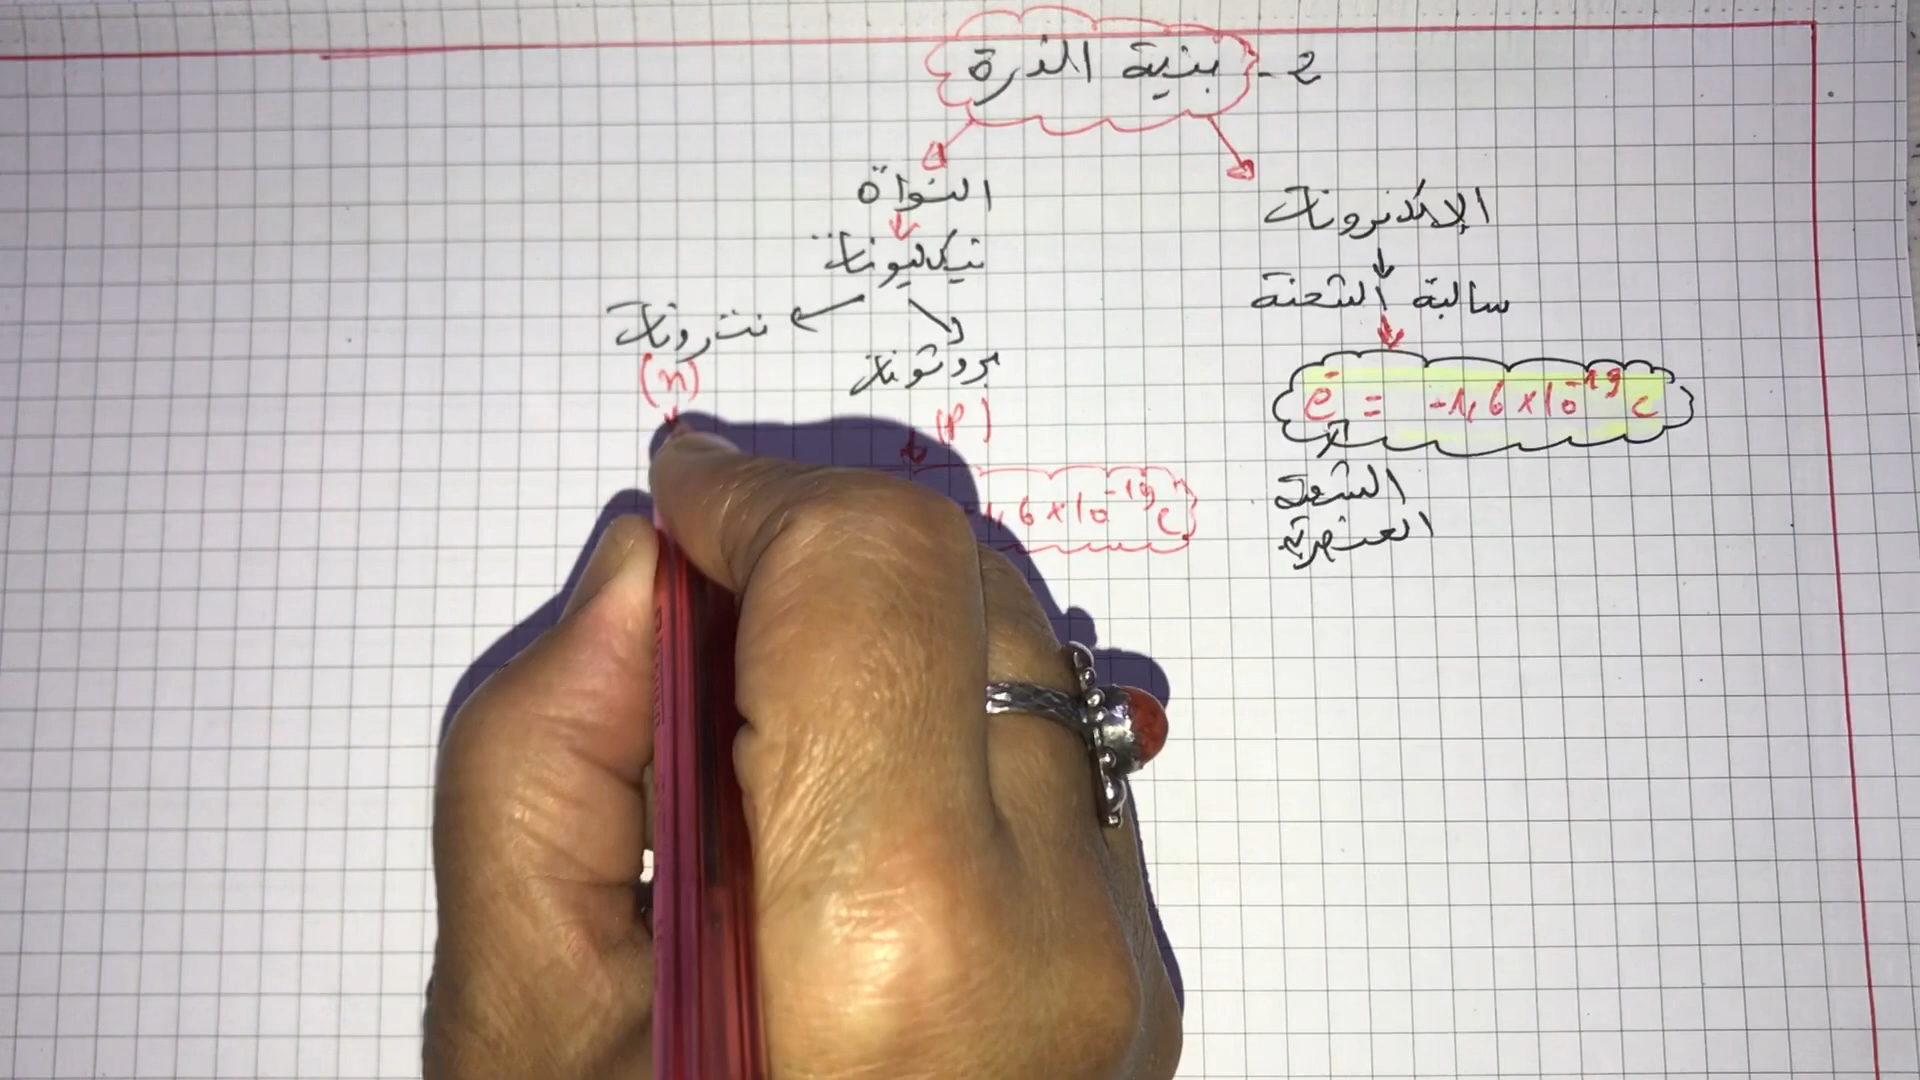 2- بنية الذرة
الإلكترونات
سالبة الشحنة
e⁻ = -1,6 x 10⁻¹⁹ C
الشحنة
العنصرية
النواة
نيكليونات
بروتونات
(P)
1,6 x 10⁻¹⁹ C
نترونات
(n)